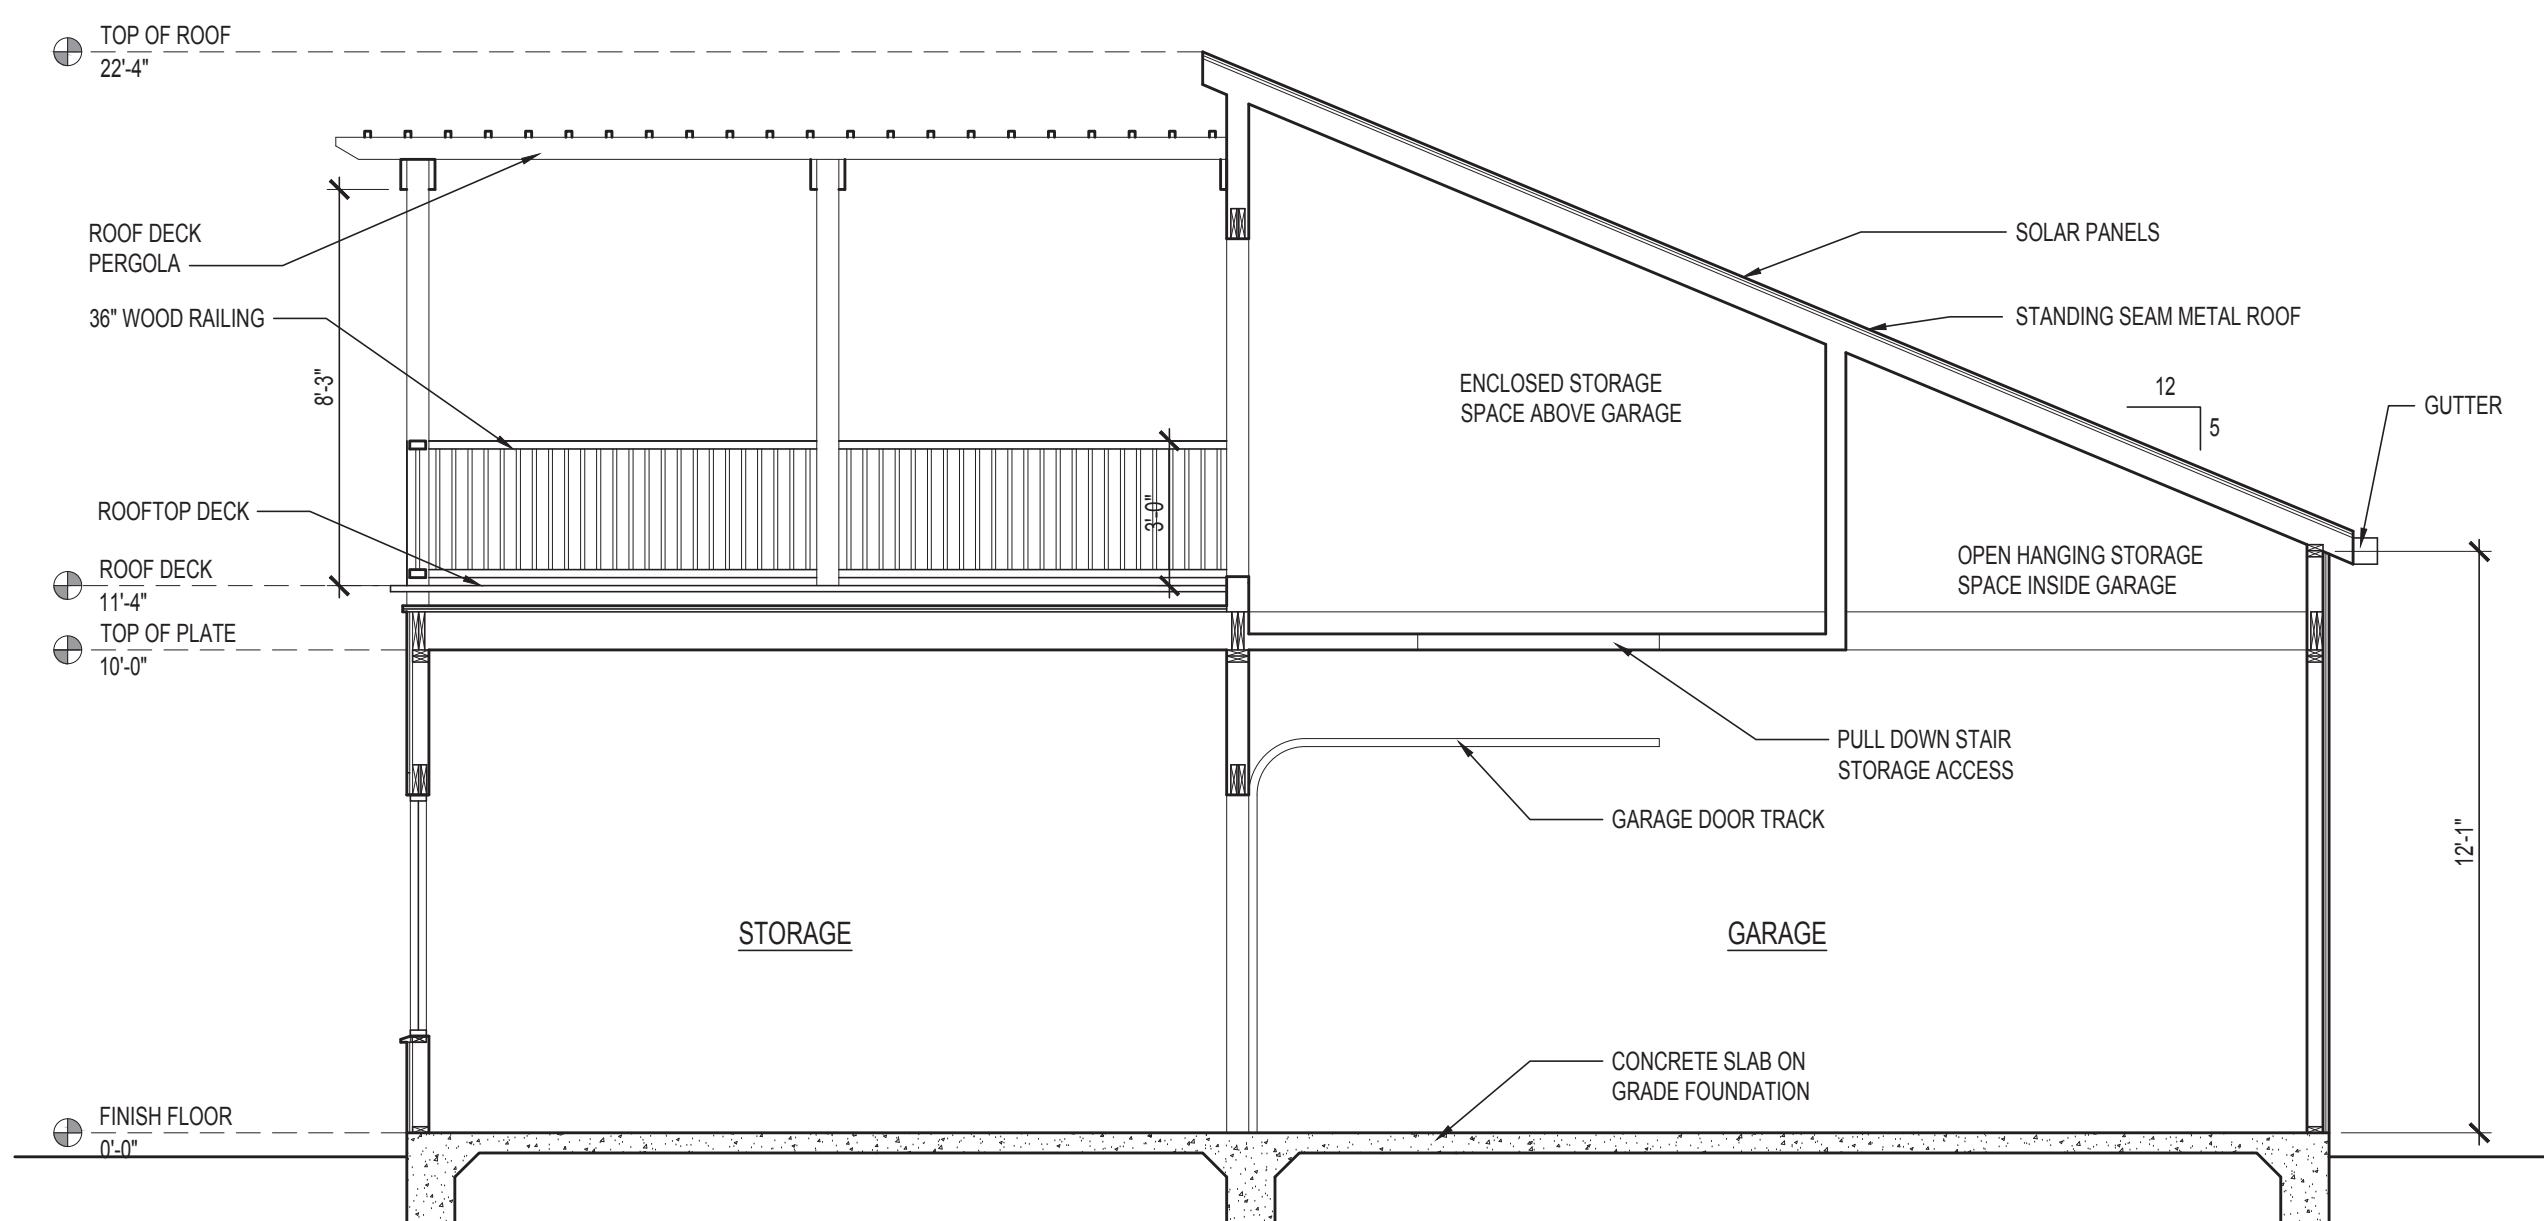 TOP OF ROOF
22'-4"
ROOF DECK
PERGOLA
36" WOOD RAILING
8'-3"
ROOFTOP DECK
3'-0"
ROOF DECK
11'-4"
TOP OF PLATE
10'-0"
SOLAR PANELS
STANDING SEAM METAL ROOF
ENCLOSED STORAGE
SPACE ABOVE GARAGE
12
5
GUTTER
OPEN HANGING STORAGE
SPACE INSIDE GARAGE
PULL DOWN STAIR
STORAGE ACCESS
GARAGE DOOR TRACK
12'-1"
STORAGE
GARAGE
CONCRETE SLAB ON
GRADE FOUNDATION
FINISH FLOOR
0'-0"